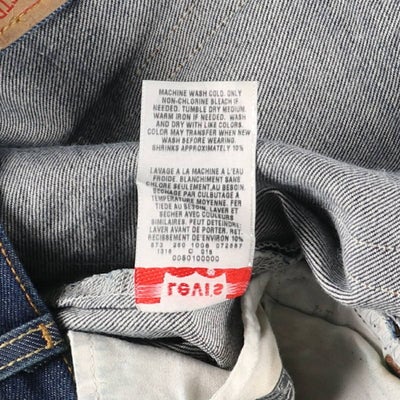 MACHINE WASH COLD. ONLY
NON-CHLORINE BLEACH IF
NEEDED. TUMBLE DRY MEDIUM.
WARM IRON IF NEEDED. WASH
AND DRY WITH LIKE COLORS.
COLOR MAY TRANSFER WHEN NEW
WASH BEFORE WEARING.
SHRINKS APPROXIMATELY 10%
LAVAGE A LA MACHINE A L'EAU
FROIDE. BLANCHIMENT SANS
CHLORE SEULEMENT, AU BESOIN.
SECHAGE PAR CULBUTAGE A
TEMPERATURE MOYENNE. FER
TIEDE AU BESOIN. LAVER ET
SECHER AVEC COULEURS
SIMILAIRES. PEUT DETEINDRE.
LAVER AVANT DE PORTER. RET.
RECISSEMENT DE ENVIRON 10%
1316 O 015
0080100000
Levi's